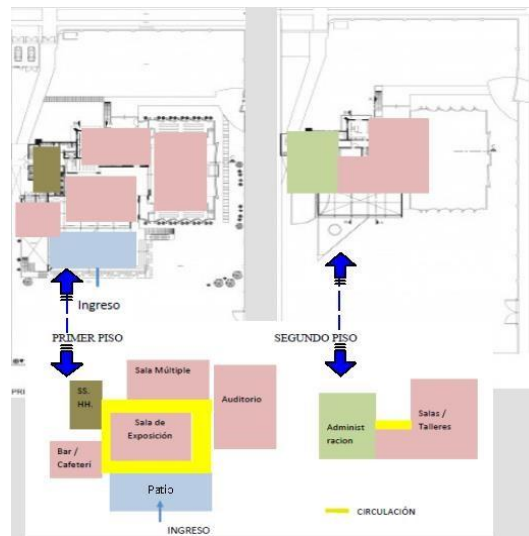 Ingreso
PRIMER PISO
SEGUNDO PISO
PRI
Sala Múltiple
SS.
HH.
Auditorio
Sala de
Exposición
Bar /
Cafeterí
Patio
INGRESO
Salas /
Talleres
Administ
racion
CIRCULACIÓN